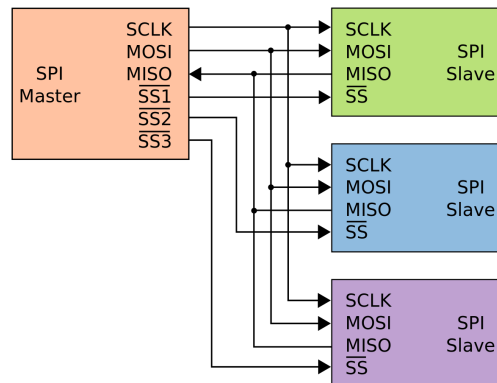 SPI
Master
SCLK
MOSI
MISO
SS1
SS2
SS3
SCLK
MOSI
MISO
SS
SPI
Slave
SCLK
MOSI
MISO
SS
SPI
Slave
SCLK
MOSI
MISO
SS
SPI
Slave